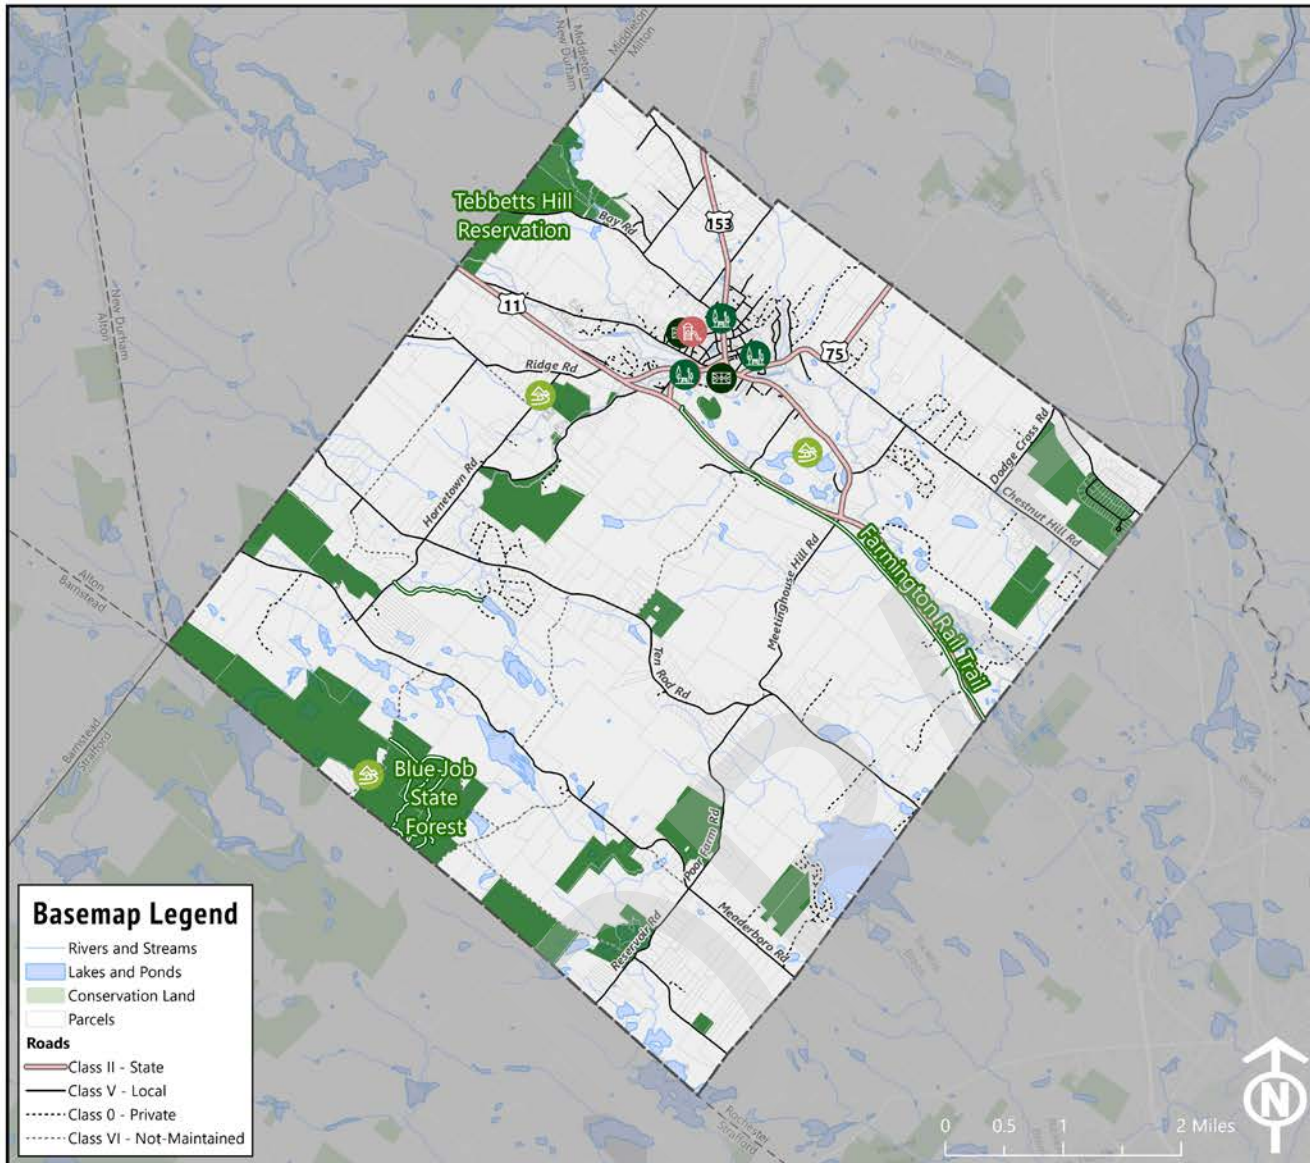 Middleton
New Durham
Middleton
Milton
Tebbetts Hill
Reservation
Bay Rd
153
11
75
Ridge Rd
New Durham
Alton
Hornetown Rd
Dodge Cross Rd
Chestnut Hill Rd
Farmington Rail Trail
Meetinghouse Hill Rd
Alton
Barnstead
Ten Rod Rd
Barnstead
Strafford
Blue Job
State
Forest
Poor Farm Rd
Meaderboro Rd
Reservoir Rd
Rochester
Strafford
Basemap Legend
Rivers and Streams
Lakes and Ponds
Conservation Land
Parcels
Roads
Class II - State
Class V - Local
Class 0 - Private
Class VI - Not-Maintained
0 0.5 1 2 Miles
N